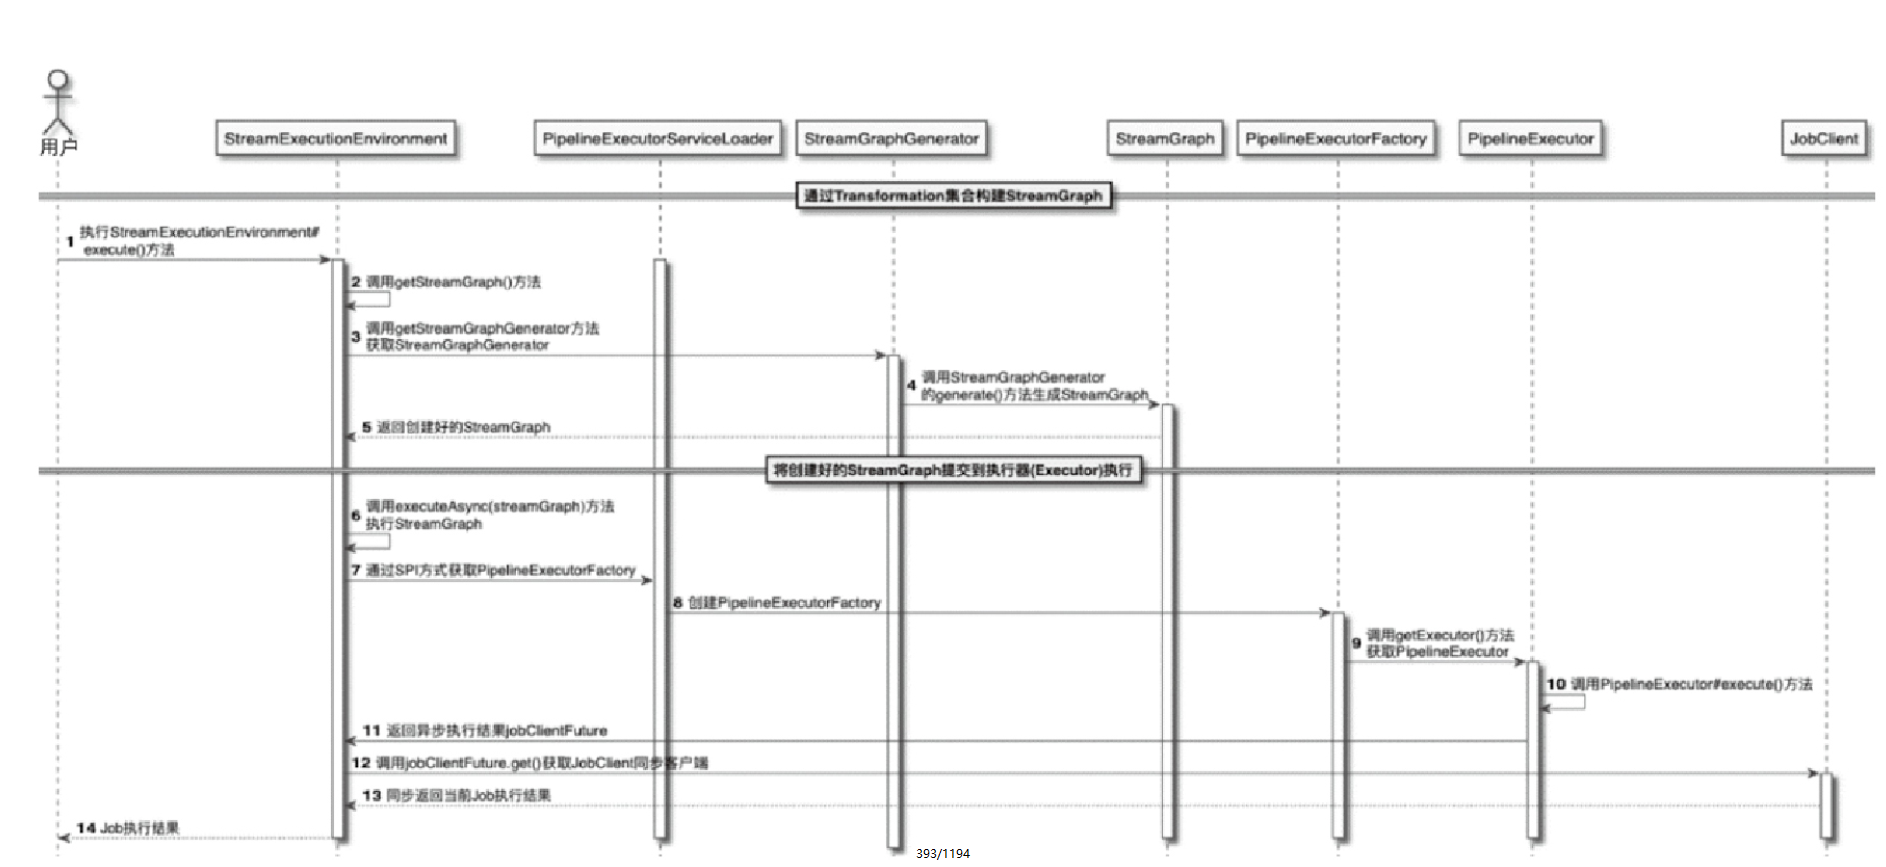 用户
StreamExecutionEnvironment
PipelineExecutorServiceLoader
StreamGraphGenerator
StreamGraph
PipelineExecutorFactory
PipelineExecutor
JobClient
通过Transformation集合构建StreamGraph
1 执行StreamExecutionEnvironment#
execute()方法
2 调用getStreamGraph()方法
3 调用getStreamGraphGenerator方法
获取StreamGraphGenerator
4 调用StreamGraphGenerator
的generate()方法生成StreamGraph
5 返回创建好的StreamGraph
将创建好的StreamGraph提交到执行器(Executor)执行
6 调用executeAsync(streamGraph)方法
执行StreamGraph
7 通过SPI方式获取PipelineExecutorFactory
8 创建PipelineExecutorFactory
9 调用getExecutor()方法
获取PipelineExecutor
10 调用PipelineExecutor#execute()方法
11 返回异步执行结果jobClientFuture
12 调用jobClientFuture.get()获取JobClient同步客户端
13 同步返回当前Job执行结果
14 Job执行结果
393/1194